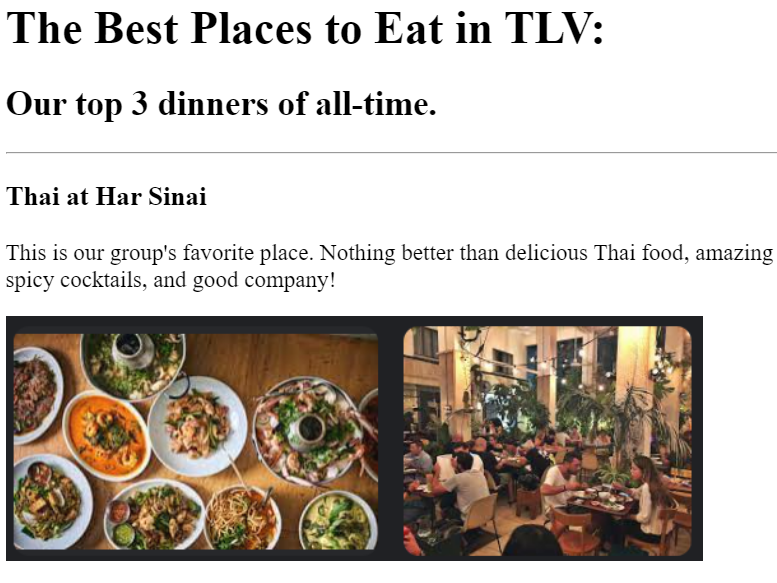 The Best Places to Eat in TLV:
Our top 3 dinners of all-time.
Thai at Har Sinai
This is our group's favorite place. Nothing better than delicious Thai food, amazing
spicy cocktails, and good company!